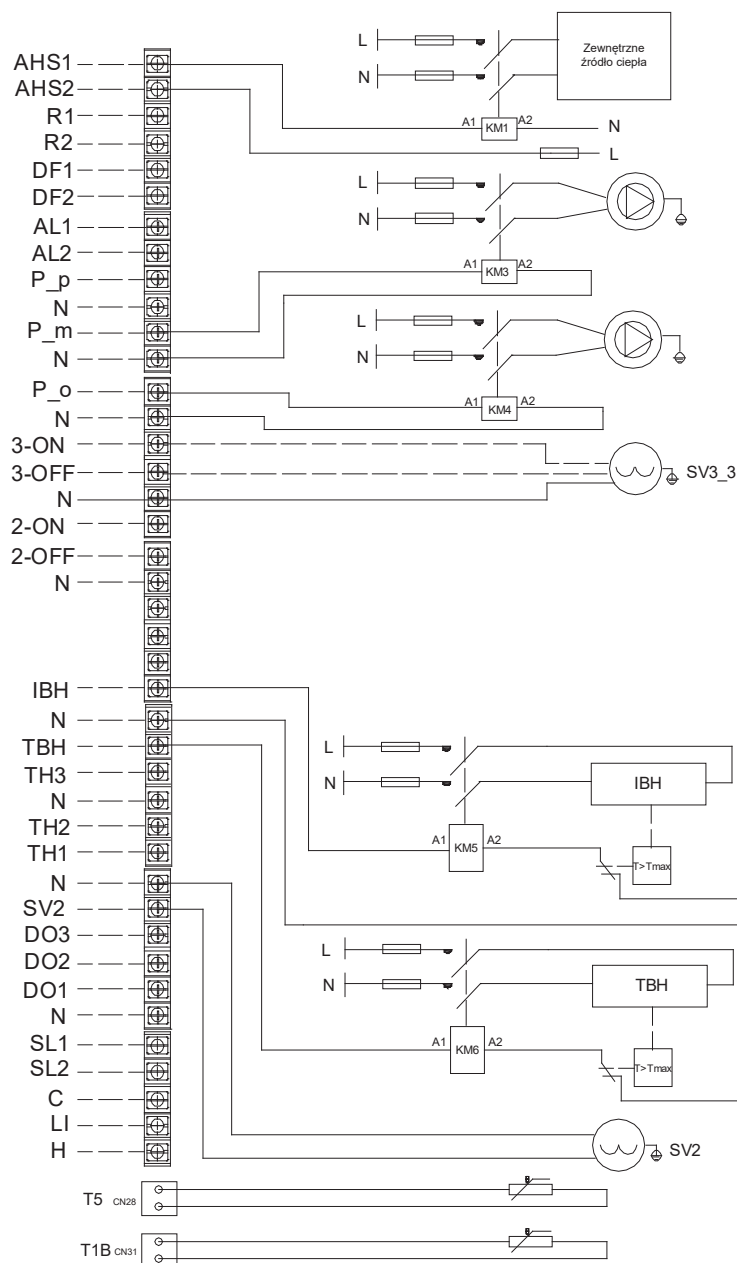 AHS1
AHS2
R1
R2
DF1
DF2
AL1
AL2
P_p
N
P_m
N
P_o
N
3-ON
3-OFF
N
2-ON
2-OFF
N
IBH
N
TBH
TH3
N
TH2
TH1
N
SV2
DO3
DO2
DO1
N
SL1
SL2
C
LI
H
T5 CN28
T1B CN31
L
N
Zewnętrzne
źródło ciepła
A1 KM1 A2 N
L
L
N
A1 KM3 A2
L
N
A1 KM4 A2
SV3_3
L
N
IBH
A1 KM5 A2
T>Tmax
L
N
TBH
A1 KM6 A2
T>Tmax
SV2